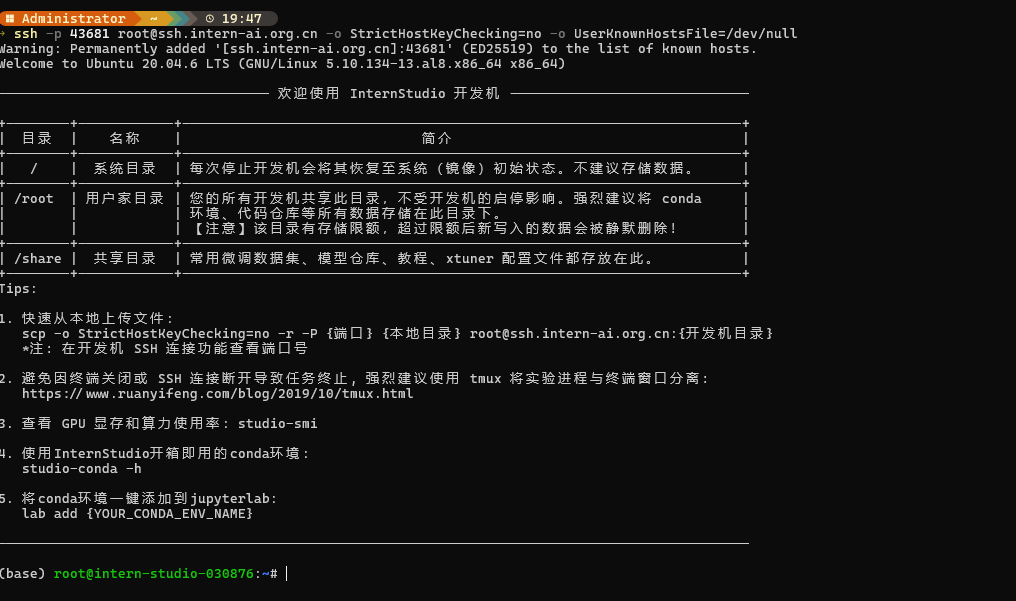 Administrator ~ 19:47
ssh -p 43681 root@ssh.intern-ai.org.cn -o StrictHostKeyChecking=no -o UserKnownHostsFile=/dev/null
Warning: Permanently added '[ssh.intern-ai.org.cn]:43681' (ED25519) to the list of known hosts.
Welcome to Ubuntu 20.04.6 LTS (GNU/Linux 5.10.134-13.al8.x86_64 x86_64)
欢迎使用 InternStudio 开发机
| 目录 | 名称 | 简介 |
| / | 系统目录 | 每次停止开发机会将其恢复至系统（镜像）初始状态。不建议存储数据。 |
| /root | 用户家目录 | 您的所有开发机共享此目录，不受开发机的启停影响。强烈建议将 conda |
| | | 环境、代码仓库等所有数据存储在此目录下。 |
| | | 【注意】该目录有存储限额，超过限额后新写入的数据会被静默删除！ |
| /share | 共享目录 | 常用微调数据集、模型仓库、教程、xtuner 配置文件都存放在此。 |
Tips:
1. 快速从本地上传文件：
scp -o StrictHostKeyChecking=no -r -P {端口} {本地目录} root@ssh.intern-ai.org.cn:{开发机目录}
*注：在开发机 SSH 连接功能查看端口号
2. 避免因终端关闭或 SSH 连接断开导致任务终止，强烈建议使用 tmux 将实验进程与终端窗口分离：
https://www.ruanyifeng.com/blog/2019/10/tmux.html
3. 查看 GPU 显存和算力使用率：studio-smi
4. 使用InternStudio开箱即用的conda环境：
studio-conda -h
5. 将conda环境一键添加到jupyterlab:
lab add {YOUR_CONDA_ENV_NAME}
(base) root@intern-studio-030876:~#